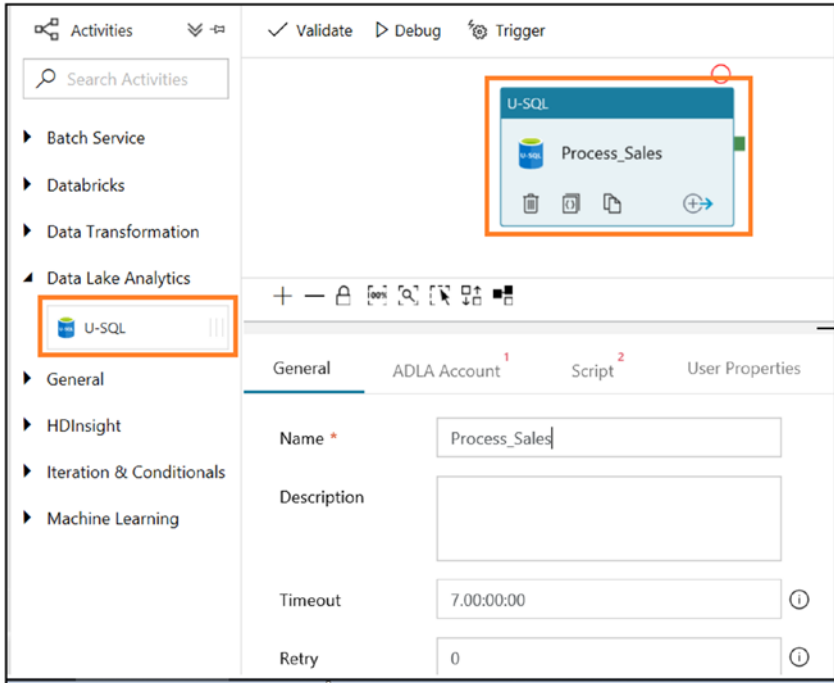 Activities
Search Activities
Batch Service
Databricks
Data Transformation
Data Lake Analytics
U-SQL
General
HDInsight
Iteration & Conditionals
Machine Learning
Validate Debug Trigger
U-SQL
U-SQL Process_Sales
100%
General ADLA Account 1 Script 2 User Properties
Name * Process_Sales
Description
Timeout 7.00:00:00
Retry 0